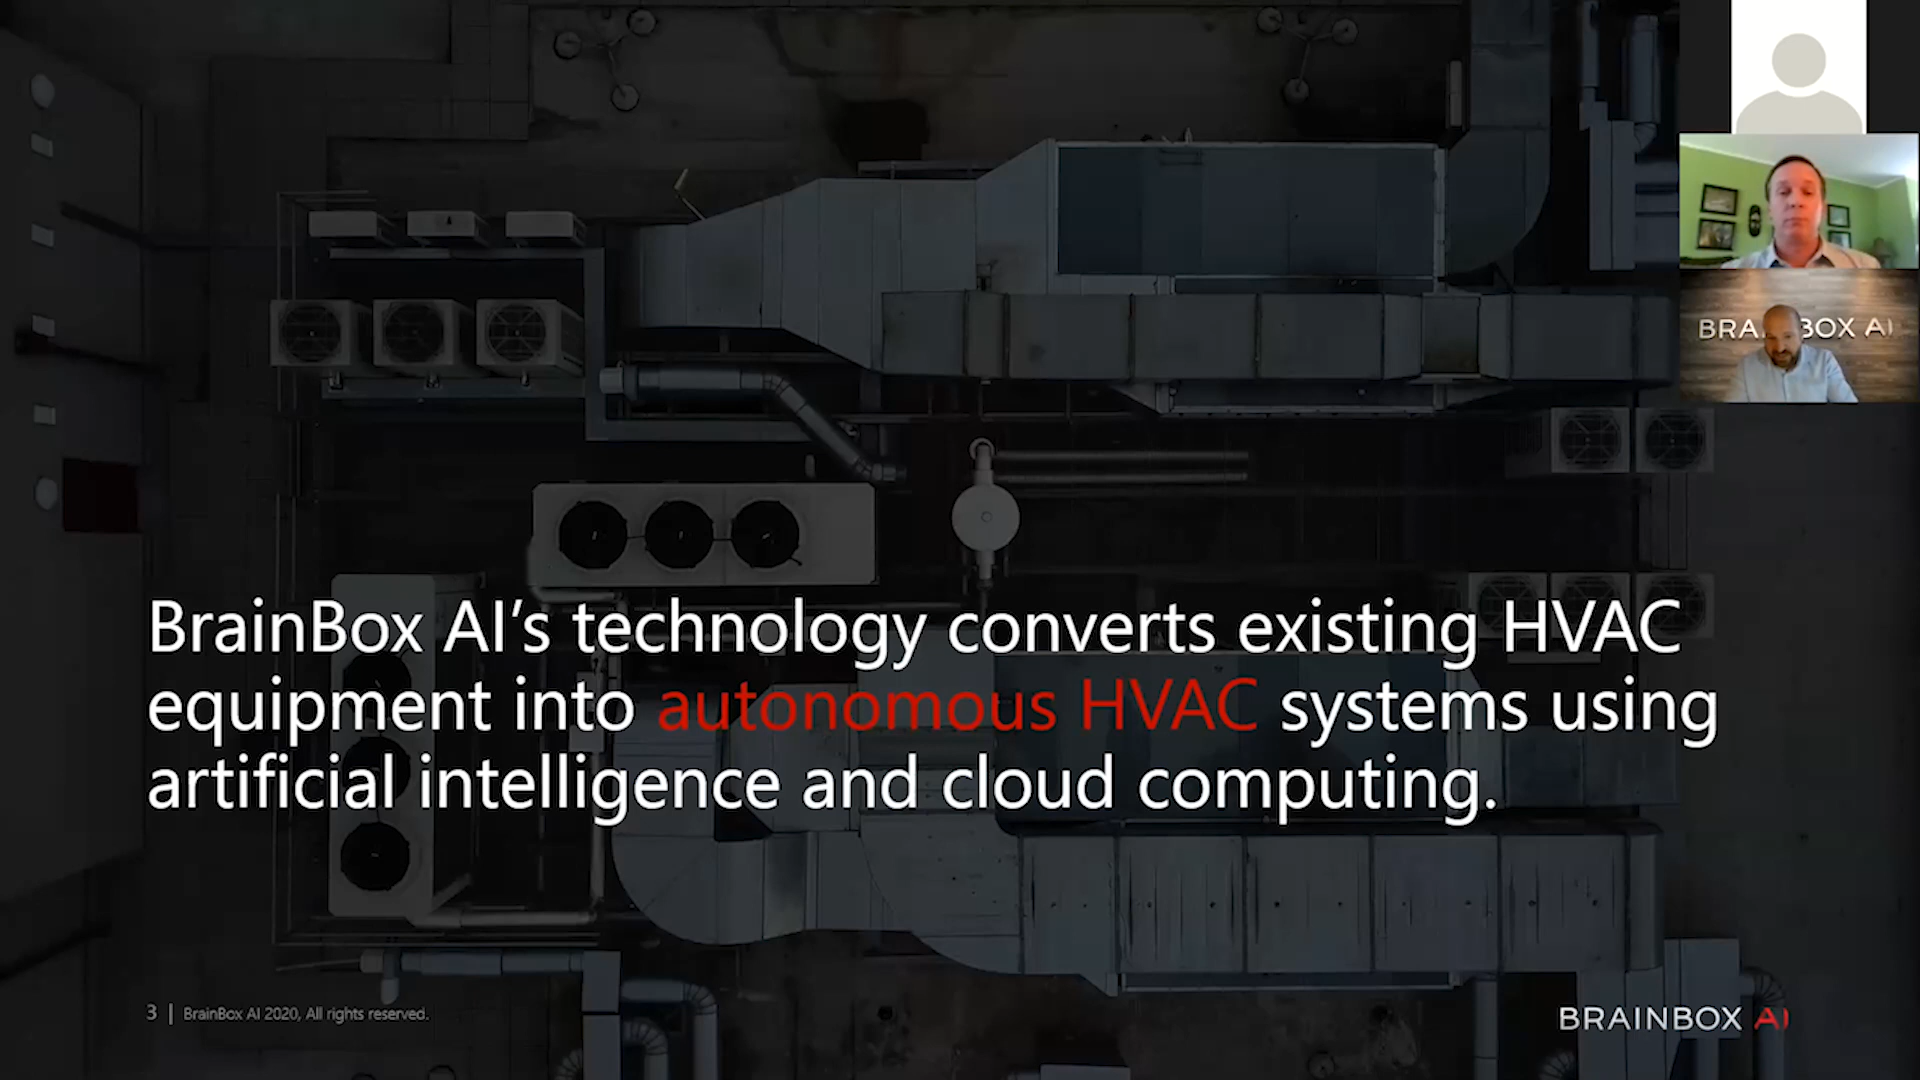 BRAINBOX AI
BrainBox AI’s technology converts existing HVAC
equipment into autonomous HVAC systems using
artificial intelligence and cloud computing.
3 | BrainBox AI 2020, All rights reserved.
BRAINBOX AI